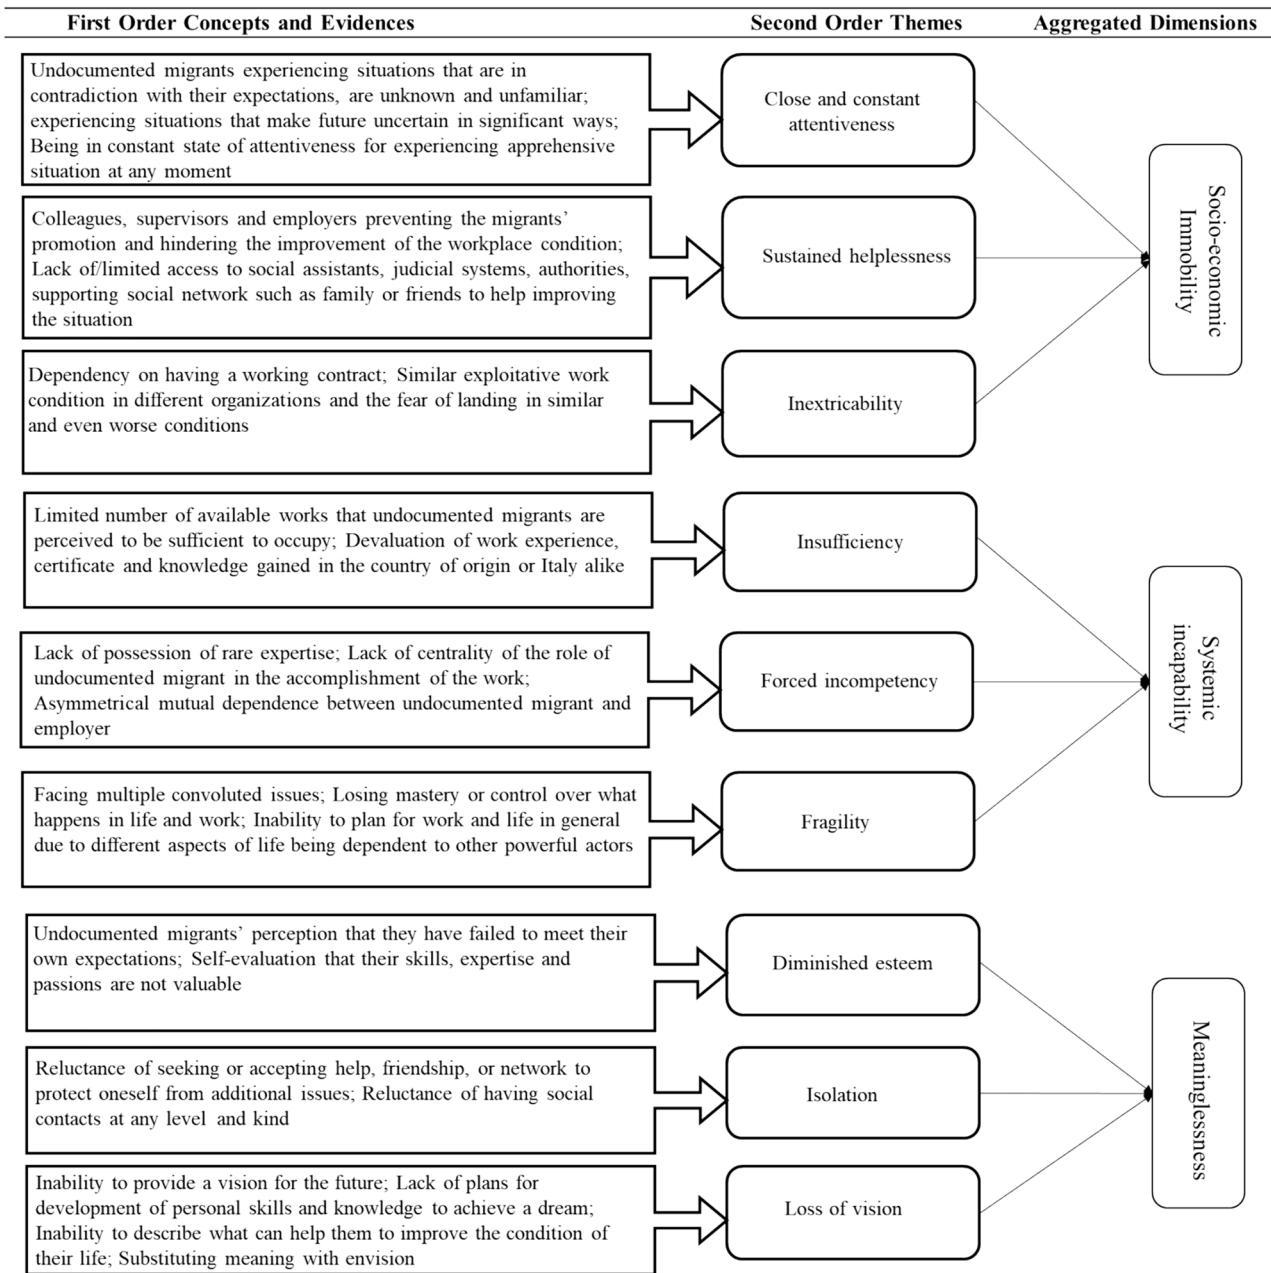 First Order Concepts and Evidences
Second Order Themes
Aggregated Dimensions
Undocumented migrants experiencing situations that are in
contradiction with their expectations, are unknown and unfamiliar;
experiencing situations that make future uncertain in significant ways;
Being in constant state of attentiveness for experiencing apprehensive
situation at any moment
Close and constant
attentiveness
Colleagues, supervisors and employers preventing the migrants’
promotion and hindering the improvement of the workplace condition;
Lack of/limited access to social assistants, judicial systems, authorities,
supporting social network such as family or friends to help improving
the situation
Sustained helplessness
Dependency on having a working contract; Similar exploitative work
condition in different organizations and the fear of landing in similar
and even worse conditions
Inextricability
Socio-economic
Immobility
Limited number of available works that undocumented migrants are
perceived to be sufficient to occupy; Devaluation of work experience,
certificate and knowledge gained in the country of origin or Italy alike
Insufficiency
Lack of possession of rare expertise; Lack of centrality of the role of
undocumented migrant in the accomplishment of the work;
Asymmetrical mutual dependence between undocumented migrant and
employer
Forced incompetency
Facing multiple convoluted issues; Losing mastery or control over what
happens in life and work; Inability to plan for work and life in general
due to different aspects of life being dependent to other powerful actors
Fragility
Systemic
incapability
Undocumented migrants’ perception that they have failed to meet their
own expectations; Self-evaluation that their skills, expertise and
passions are not valuable
Diminished esteem
Reluctance of seeking or accepting help, friendship, or network to
protect oneself from additional issues; Reluctance of having social
contacts at any level and kind
Isolation
Inability to provide a vision for the future; Lack of plans for
development of personal skills and knowledge to achieve a dream;
Inability to describe what can help them to improve the condition of
their life; Substituting meaning with envision
Loss of vision
Meaninglessness